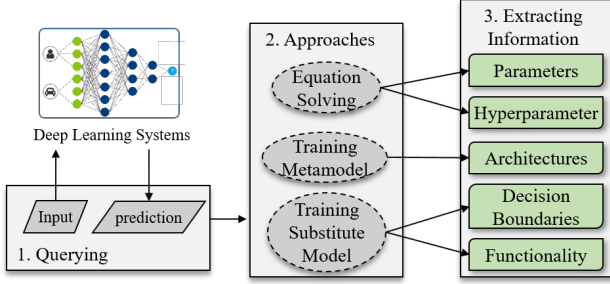 Deep Learning Systems
Input
prediction
1. Querying
2. Approaches
Equation
Solving
Training
Metamodel
Training
Substitute
Model
3. Extracting
Information
Parameters
Hyperparameter
Architectures
Decision
Boundaries
Functionality